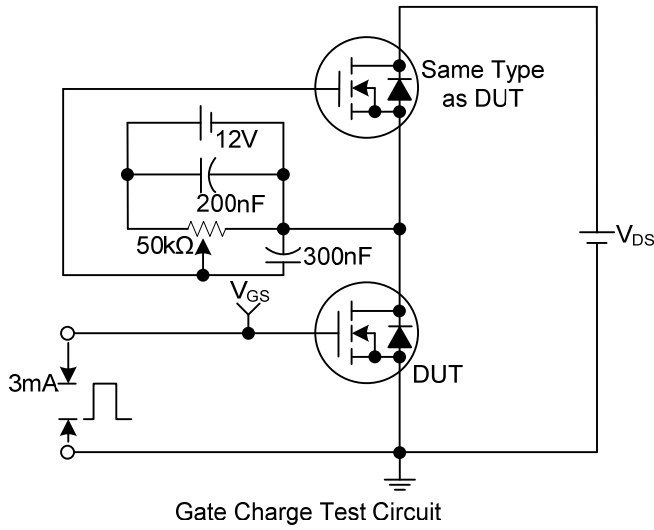 Same Type
as DUT
12V
200nF
50kΩ
300nF
V_DS
V_GS
3mA
DUT
Gate Charge Test Circuit